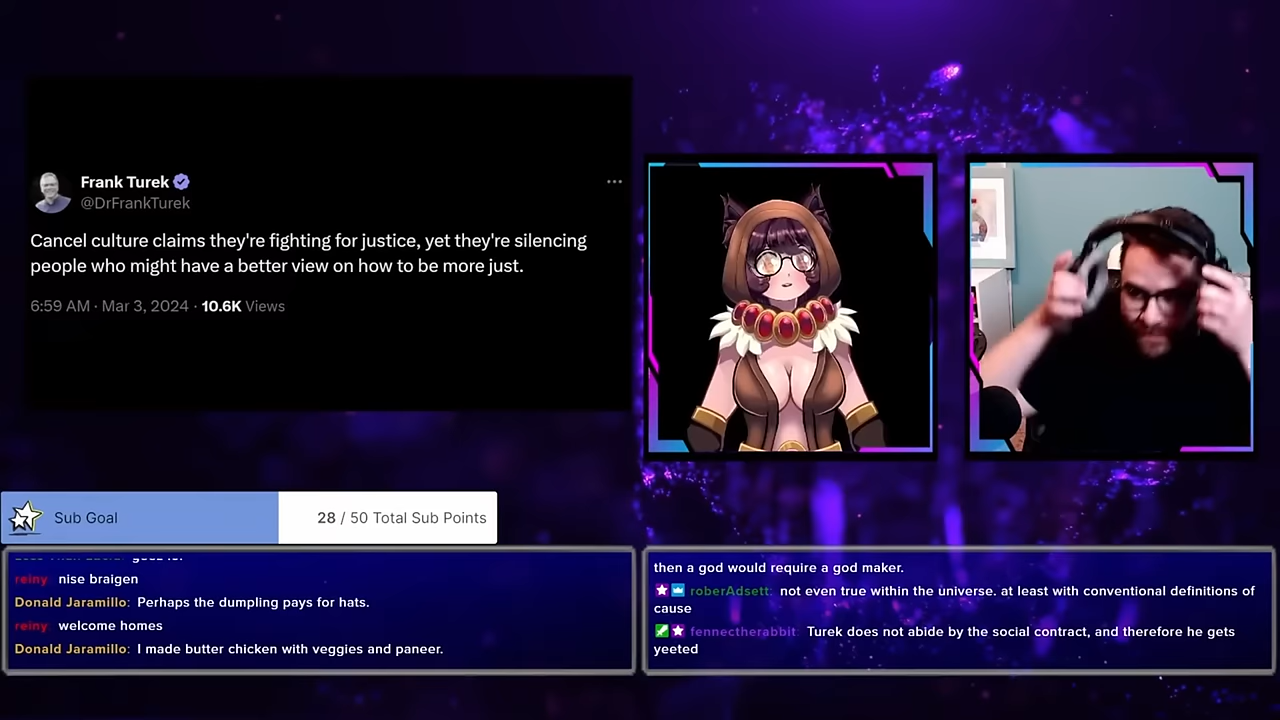 Frank Turek
@DrFrankTurek
Cancel culture claims they're fighting for justice, yet they're silencing
people who might have a better view on how to be more just.
6:59 AM · Mar 3, 2024 · 10.6K Views
Sub Goal
28 / 50 Total Sub Points
reiny: nise braigen
Donald Jaramillo: Perhaps the dumpling pays for hats.
reiny: welcome homes
Donald Jaramillo: I made butter chicken with veggies and paneer.
then a god would require a god maker.
roberAdsett: not even true within the universe. at least with conventional definitions of
cause
fennectherabbit: Turek does not abide by the social contract, and therefore he gets
yeeted